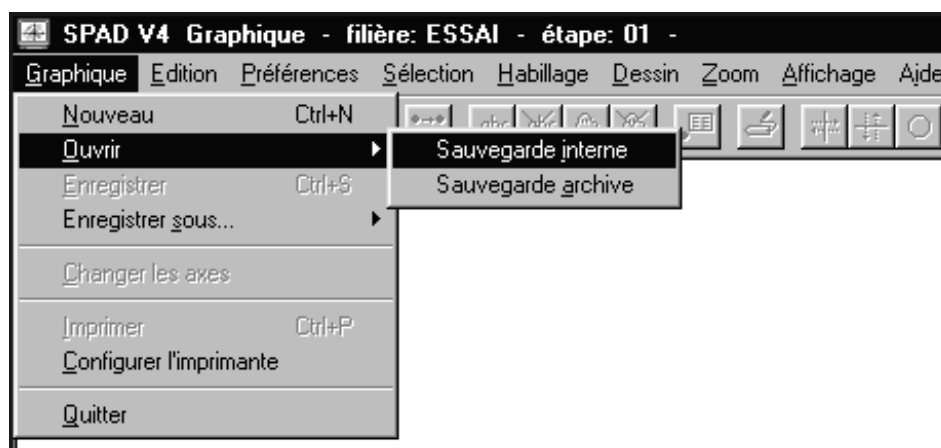 SPAD V4 Graphique - filière: ESSAI - étape: 01 -
Graphique Edition Préférences Sélection Habillage Dessin Zoom Affichage Aide
Nouveau Ctrl+N
Ouvrir
Sauvegarde interne
Sauvegarde archive
Enregistrer Ctrl+S
Enregistrer sous...
Changer les axes
Imprimer Ctrl+P
Configurer l'imprimante
Quitter